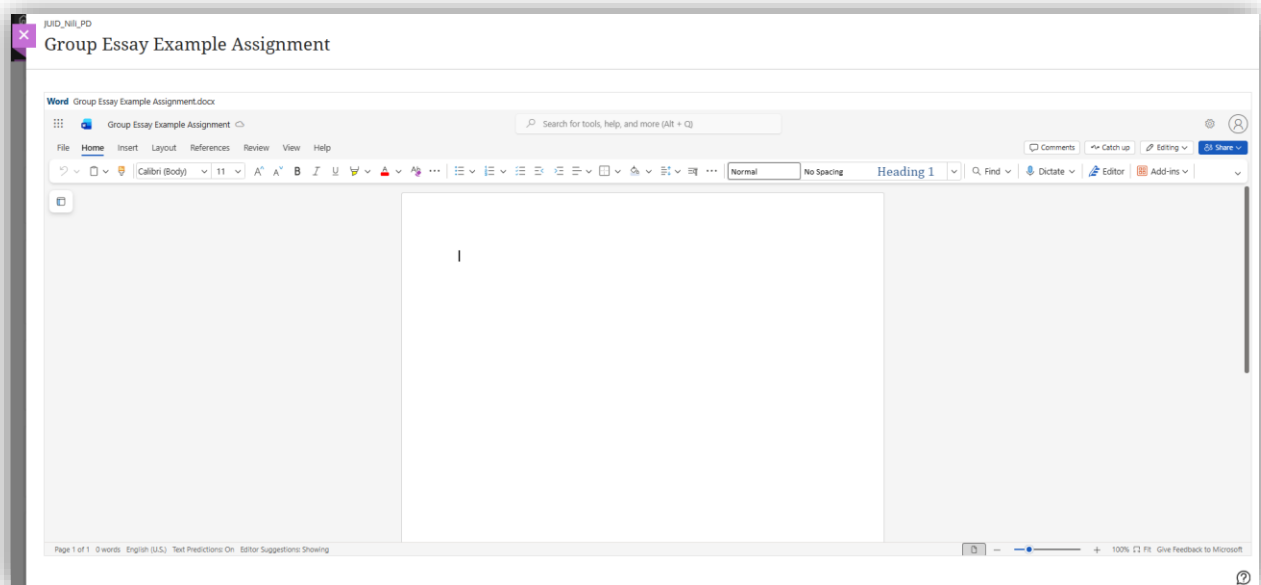 JUID_Nili_PD
Group Essay Example Assignment
Word Group Essay Example Assignment.docx
Group Essay Example Assignment
Search for tools, help, and more (Alt + Q)
File Home Insert Layout References Review View Help
Comments Catch up Editing Share
Calibri (Body) 11 A^ A˅ B I U A Normal No Spacing Heading 1 Find Dictate Editor Add-ins
Page 1 of 1 0 words English (U.S.) Text Predictions: On Editor Suggestions: Showing
100% Fit Give Feedback to Microsoft